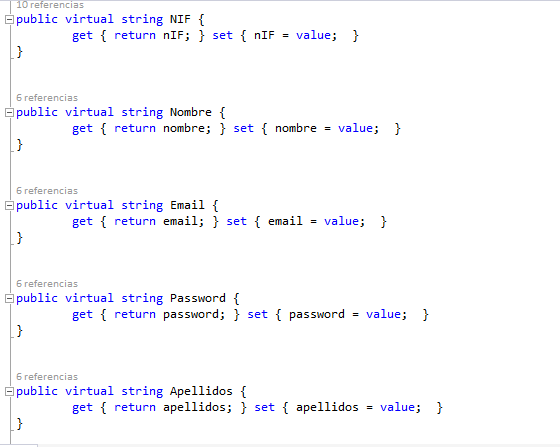 10 referencias
public virtual string NIF {
get { return nIF; } set { nIF = value;  }
}
6 referencias
public virtual string Nombre {
get { return nombre; } set { nombre = value;  }
}
6 referencias
public virtual string Email {
get { return email; } set { email = value;  }
}
6 referencias
public virtual string Password {
get { return password; } set { password = value;  }
}
6 referencias
public virtual string Apellidos {
get { return apellidos; } set { apellidos = value;  }
}